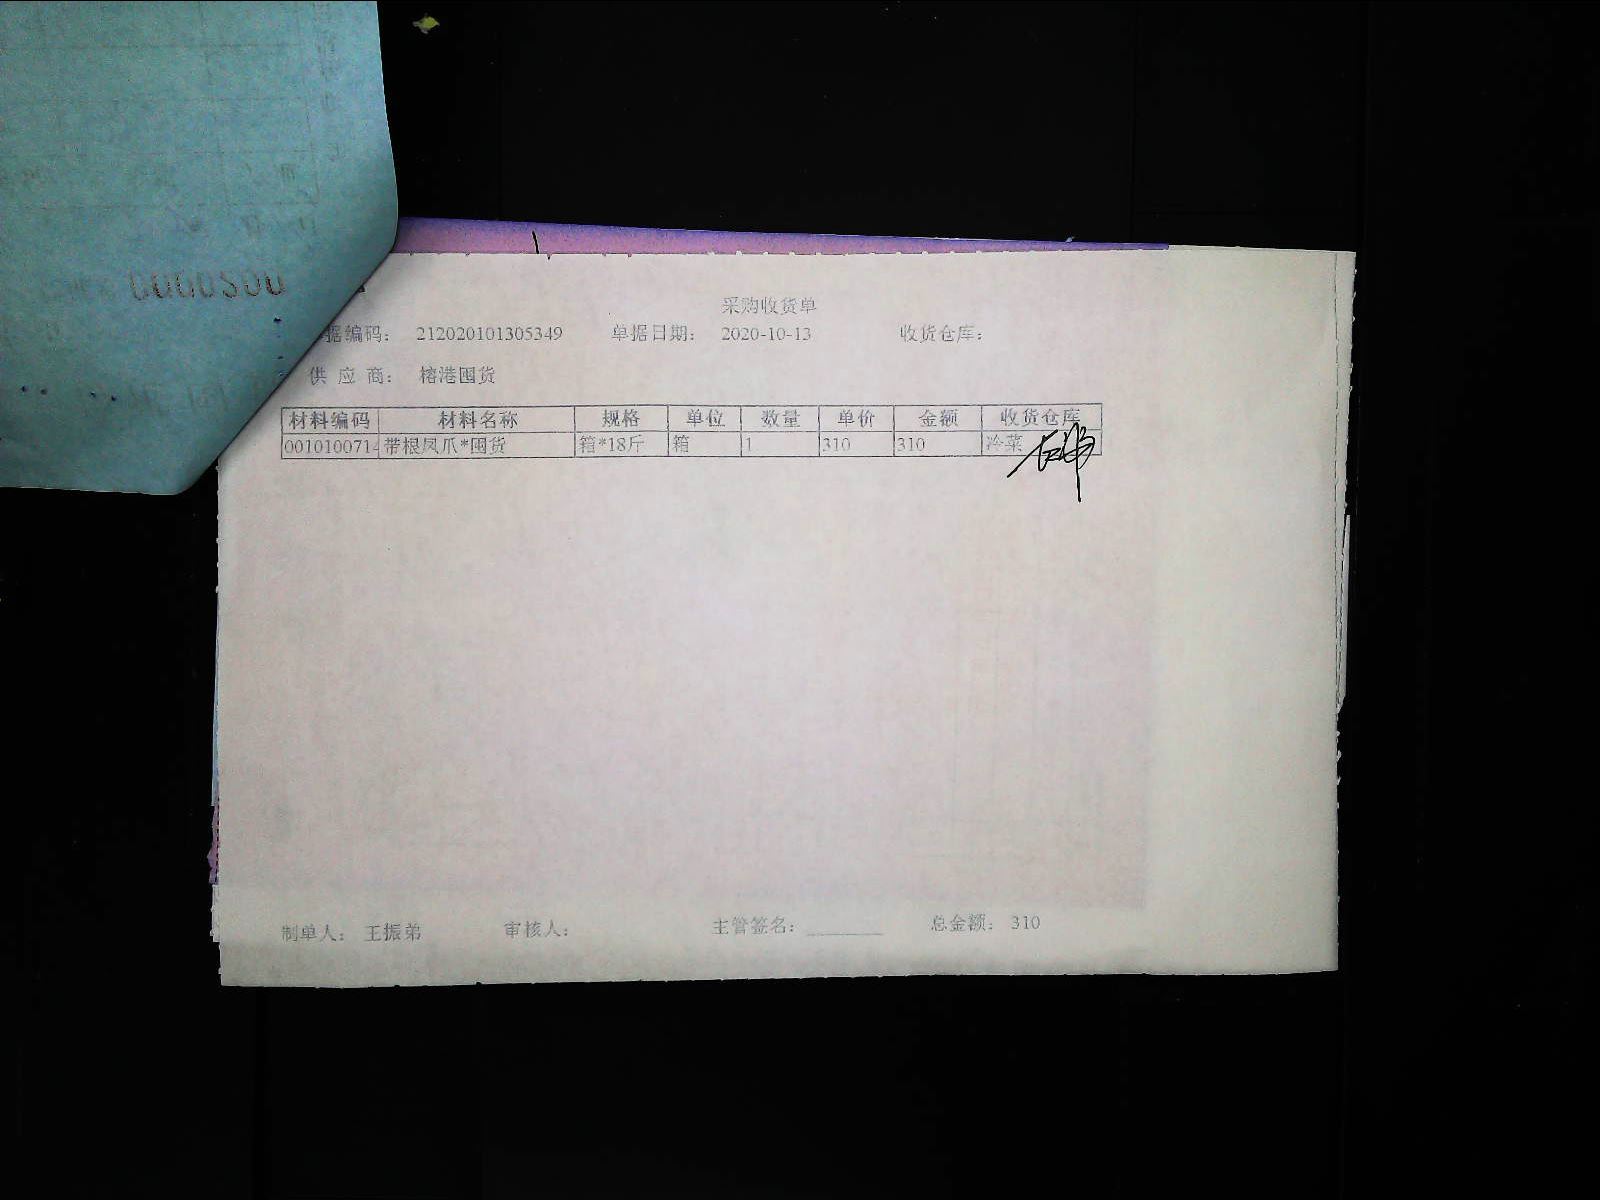 采购收货单
据编码： 212020101305349 单据日期： 2020-10-13 收货仓库：
供 应 商： 榕港囤货
材料编码 材料名称 规格 单位 数量 单价 金额 收货仓库
0010100714 带根凤爪*囤货 箱*18斤 箱 1 310 310 冷菜
制单人： 王振弟 审核人： 主管签名： 总金额： 310